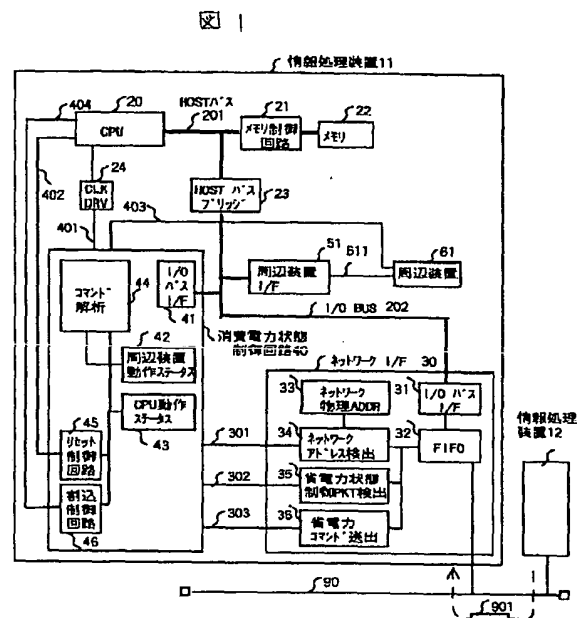 図 1
情報処理装置11
404
20
CPU
HOSTバス
201
21
メモリ制御
回路
22
メモリ
402
24
CLK
DRV
401
403
23
HOST バス
ブリッジ
51
周辺装置
I/F
611
61
周辺装置
44
コマンド
解析
I/O
バス
I/F
41
I/O BUS 202
消費電力状態
制御回路40
42
周辺装置
動作ステータス
CPU動作
ステータス
43
45
リセット
制御
回路
割込
制御
回路
46
ネットワーク I/F 30
33
ネットワーク
物理ADDR
31
I/O バス
I/F
34
ネットワーク
アドレス検出
32
FIFO
35
省電力状態
制御PKT検出
36
省電力
コマンド送出
301
302
303
情報処理
装置12
90
901